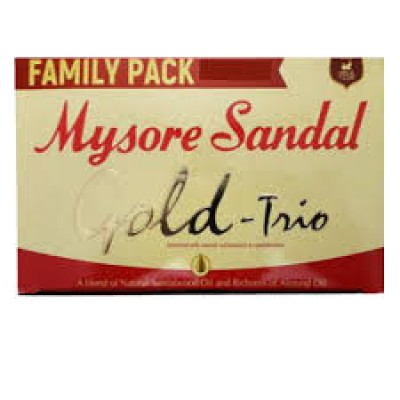 FAMILY PACK
Mysore Sandal
Gold-Trio
A blend of Natural Sandalwood Oil and Richness of Almond Oil